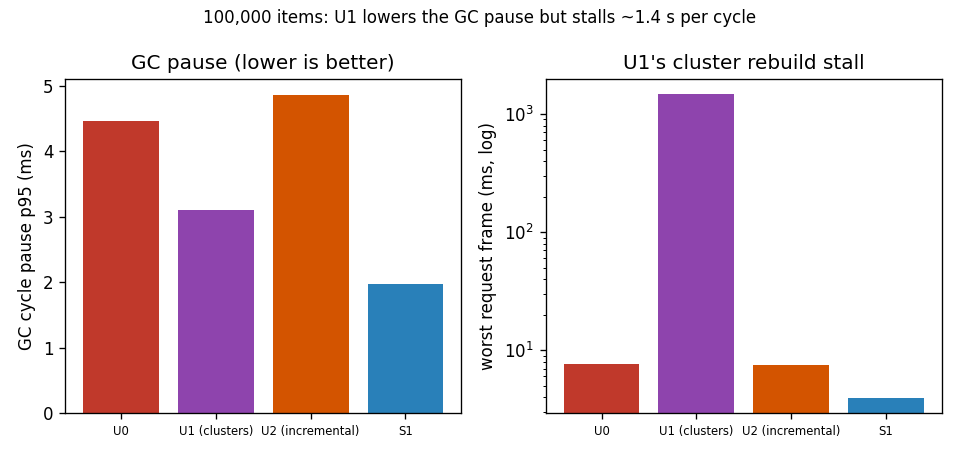 100,000 items: U1 lowers the GC pause but stalls ~1.4 s per cycle
GC pause (lower is better)
GC cycle pause p95 (ms)
5
4
3
2
1
0
U0
U1 (clusters)
U2 (incremental)
S1
U1's cluster rebuild stall
worst request frame (ms, log)
10³
10²
10¹
U0
U1 (clusters)
U2 (incremental)
S1